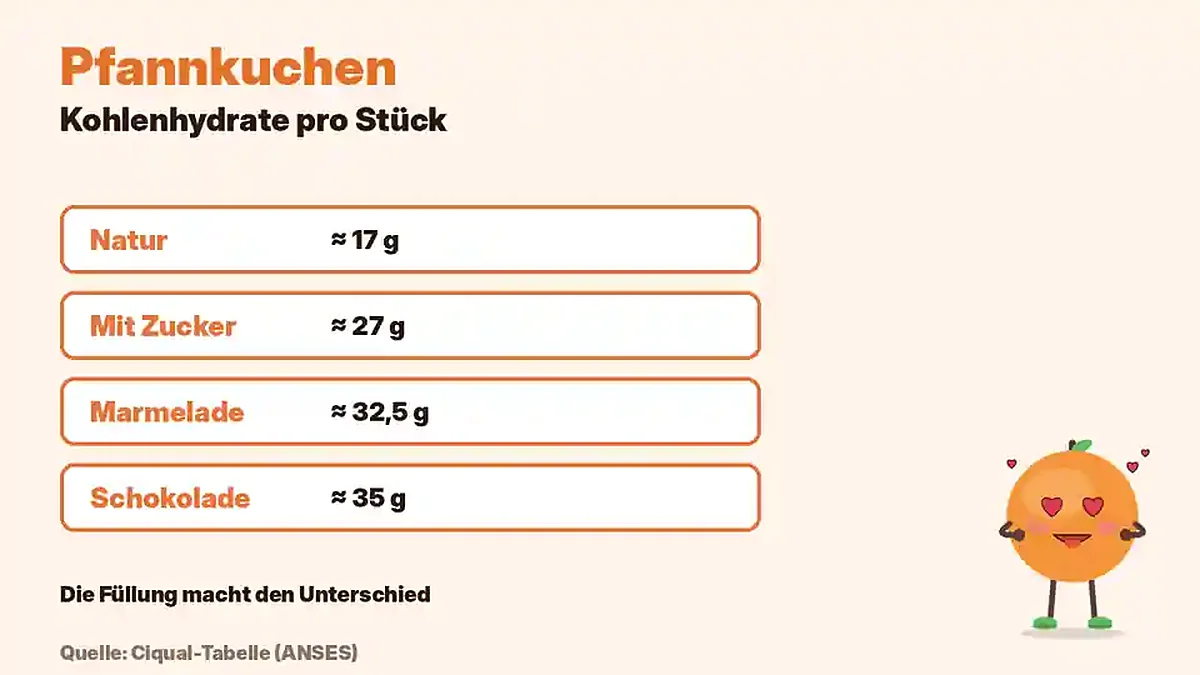 Pfannkuchen
Kohlenhydrate pro Stück
Natur ≈ 17 g
Mit Zucker ≈ 27 g
Marmelade ≈ 32,5 g
Schokolade ≈ 35 g
Die Füllung macht den Unterschied
Quelle: Ciqual-Tabelle (ANSES)